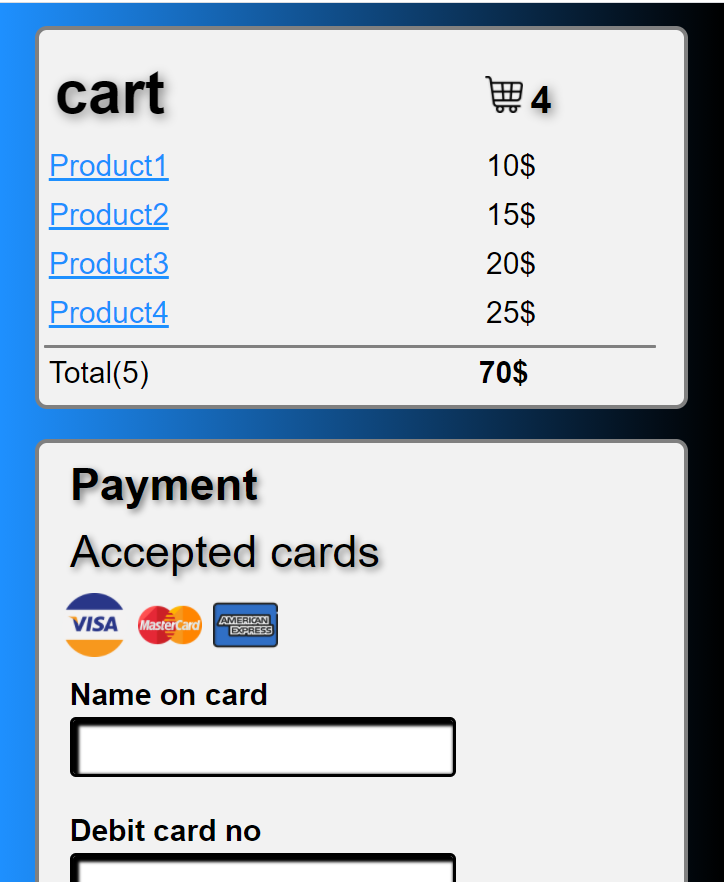 cart 4
Product1 10$
Product2 15$
Product3 20$
Product4 25$
Total(5) 70$
Payment
Accepted cards
VISA MasterCard AMERICAN EXPRESS
Name on card
Debit card no